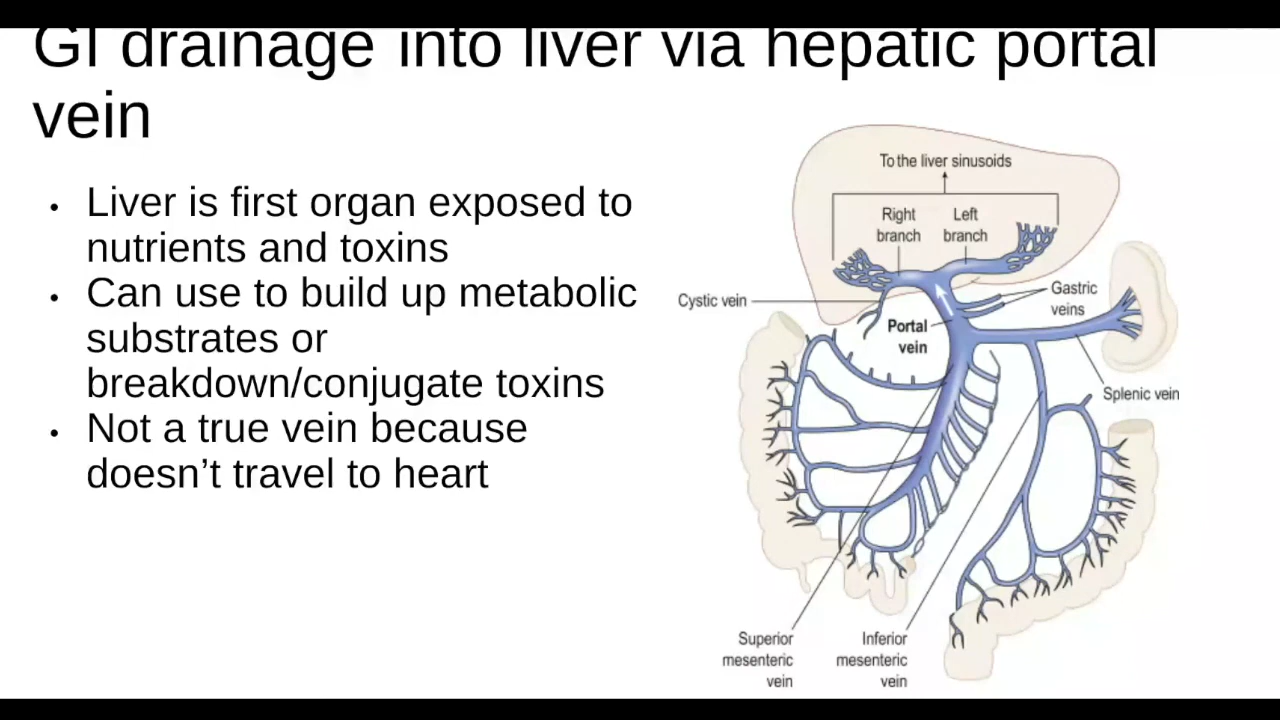 GI drainage into liver via hepatic portal
vein
• Liver is first organ exposed to
nutrients and toxins
• Can use to build up metabolic
substrates or
breakdown/conjugate toxins
• Not a true vein because
doesn’t travel to heart
To the liver sinusoids
Right
branch
Left
branch
Cystic vein
Gastric
veins
Portal
vein
Splenic vein
Superior
mesenteric
vein
Inferior
mesenteric
vein